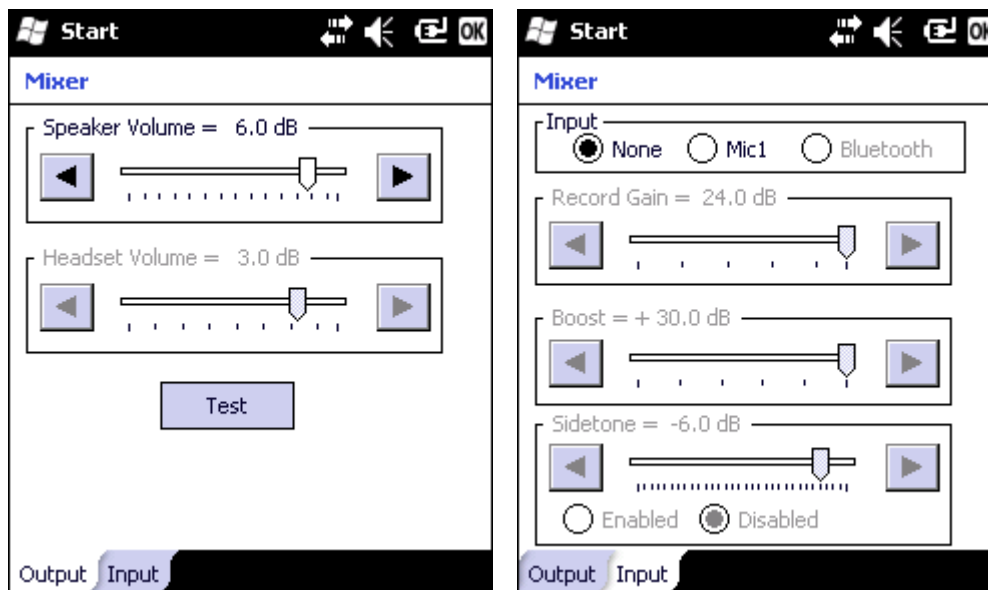 Start OK
Mixer
Speaker Volume = 6.0 dB
Headset Volume = 3.0 dB
Test
Output Input
Start OK
Mixer
Input
None Mic1 Bluetooth
Record Gain = 24.0 dB
Boost = + 30.0 dB
Sidetone = -6.0 dB
Enabled Disabled
Output Input